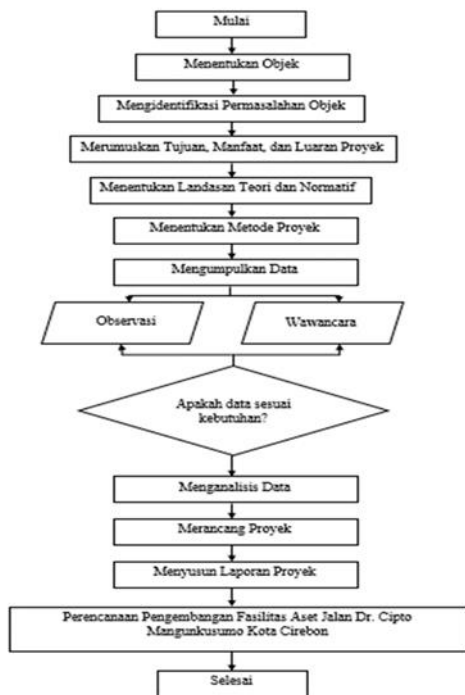 Mulai
Menentukan Objek
Mengidentifikasi Permasalahan Objek
Merumuskan Tujuan, Manfaat, dan Luaran Proyek
Menentukan Landasan Teori dan Normatif
Menentukan Metode Proyek
Mengumpulkan Data
Observasi
Wawancara
Apakah data sesuai
kebutuhan?
Menganalisis Data
Merancang Proyek
Menyusun Laporan Proyek
Perencanaan Pengembangan Fasilitas Aset Jalan Dr. Cipto
Mangunkusumo Kota Cirebon
Selesai